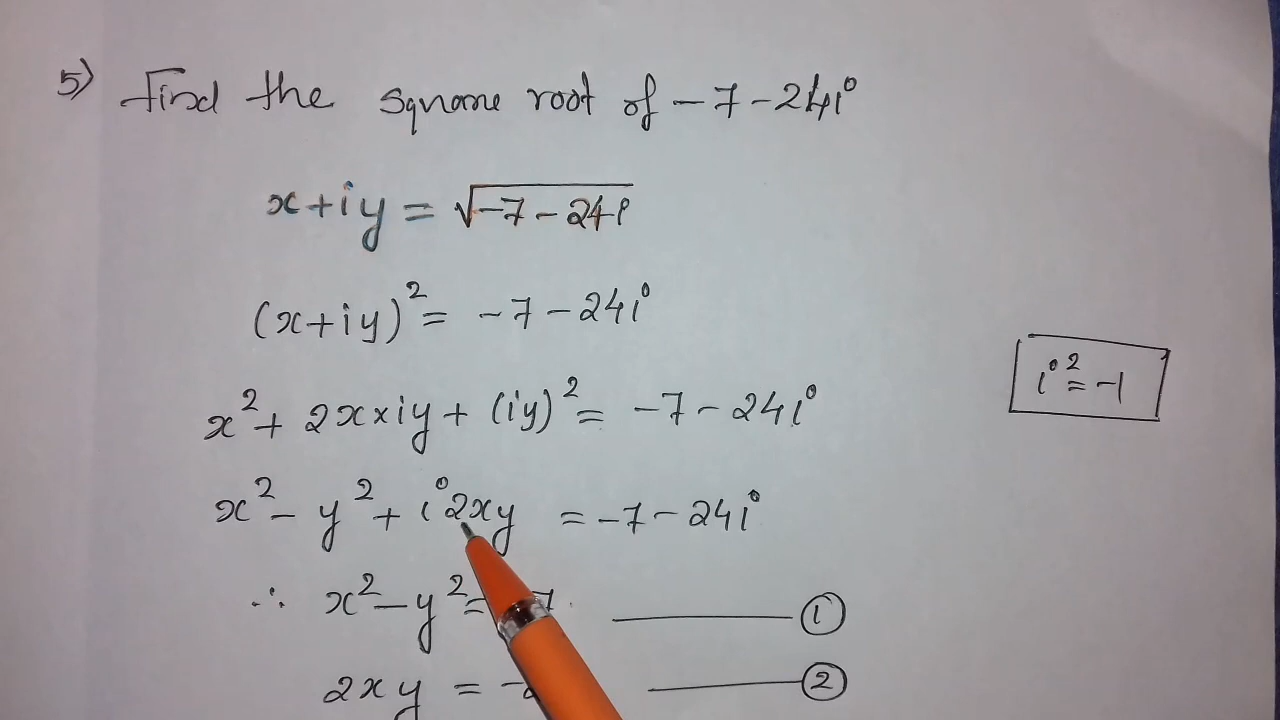 5) Find the square root of -7-24i
x+iy = √-7-24i
(x+iy)² = -7-24i
x² + 2x×iy + (iy)² = -7-24i
i² = -1
x² - y² + i2xy = -7-24i
∴ x² - y² = 7 ①
2xy = - ②